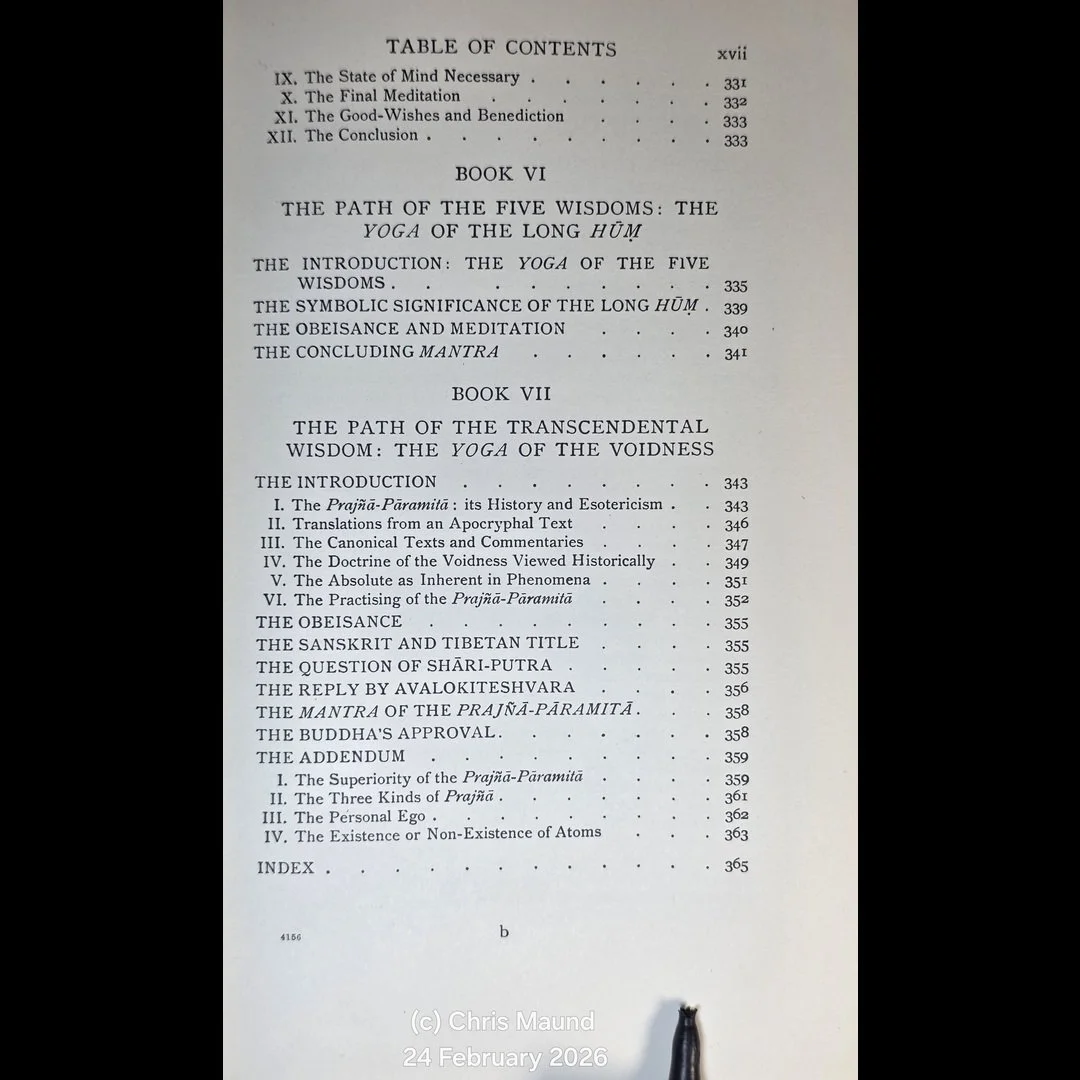 TABLE OF CONTENTS xvii
IX. The State of Mind Necessary . . . . . . 331
X. The Final Meditation . . . . . . . 332
XI. The Good-Wishes and Benediction . . . . 333
XII. The Conclusion . . . . . . . . 333
BOOK VI
THE PATH OF THE FIVE WISDOMS: THE
YOGA OF THE LONG HŪṂ
THE INTRODUCTION: THE YOGA OF THE FIVE
WISDOMS . . . . . . . . . 335
THE SYMBOLIC SIGNIFICANCE OF THE LONG HŪṂ . 339
THE OBEISANCE AND MEDITATION . . . . 340
THE CONCLUDING MANTRA . . . . . . 341
BOOK VII
THE PATH OF THE TRANSCENDENTAL
WISDOM: THE YOGA OF THE VOIDNESS
THE INTRODUCTION . . . . . . . . 343
I. The Prajñā-Pāramitā : its History and Esotericism . . 343
II. Translations from an Apocryphal Text . . . . 346
III. The Canonical Texts and Commentaries . . . . 347
IV. The Doctrine of the Voidness Viewed Historically . . 349
V. The Absolute as Inherent in Phenomena . . . . 351
VI. The Practising of the Prajñā-Pāramitā . . . . 352
THE OBEISANCE . . . . . . . . . 355
THE SANSKRIT AND TIBETAN TITLE . . . . 355
THE QUESTION OF SHĀRI-PUTRA . . . . . 355
THE REPLY BY AVALOKITESHVARA . . . . 356
THE MANTRA OF THE PRAJÑĀ-PĀRAMITĀ . . . 358
THE BUDDHA'S APPROVAL . . . . . . . 358
THE ADDENDUM . . . . . . . . . 359
I. The Superiority of the Prajñā-Pāramitā . . . . 359
II. The Three Kinds of Prajñā . . . . . . . 361
III. The Personal Ego . . . . . . . . 362
IV. The Existence or Non-Existence of Atoms . . . 363
INDEX . . . . . . . . . . . . 365
4156 b
(c) Chris Maund
24 February 2026